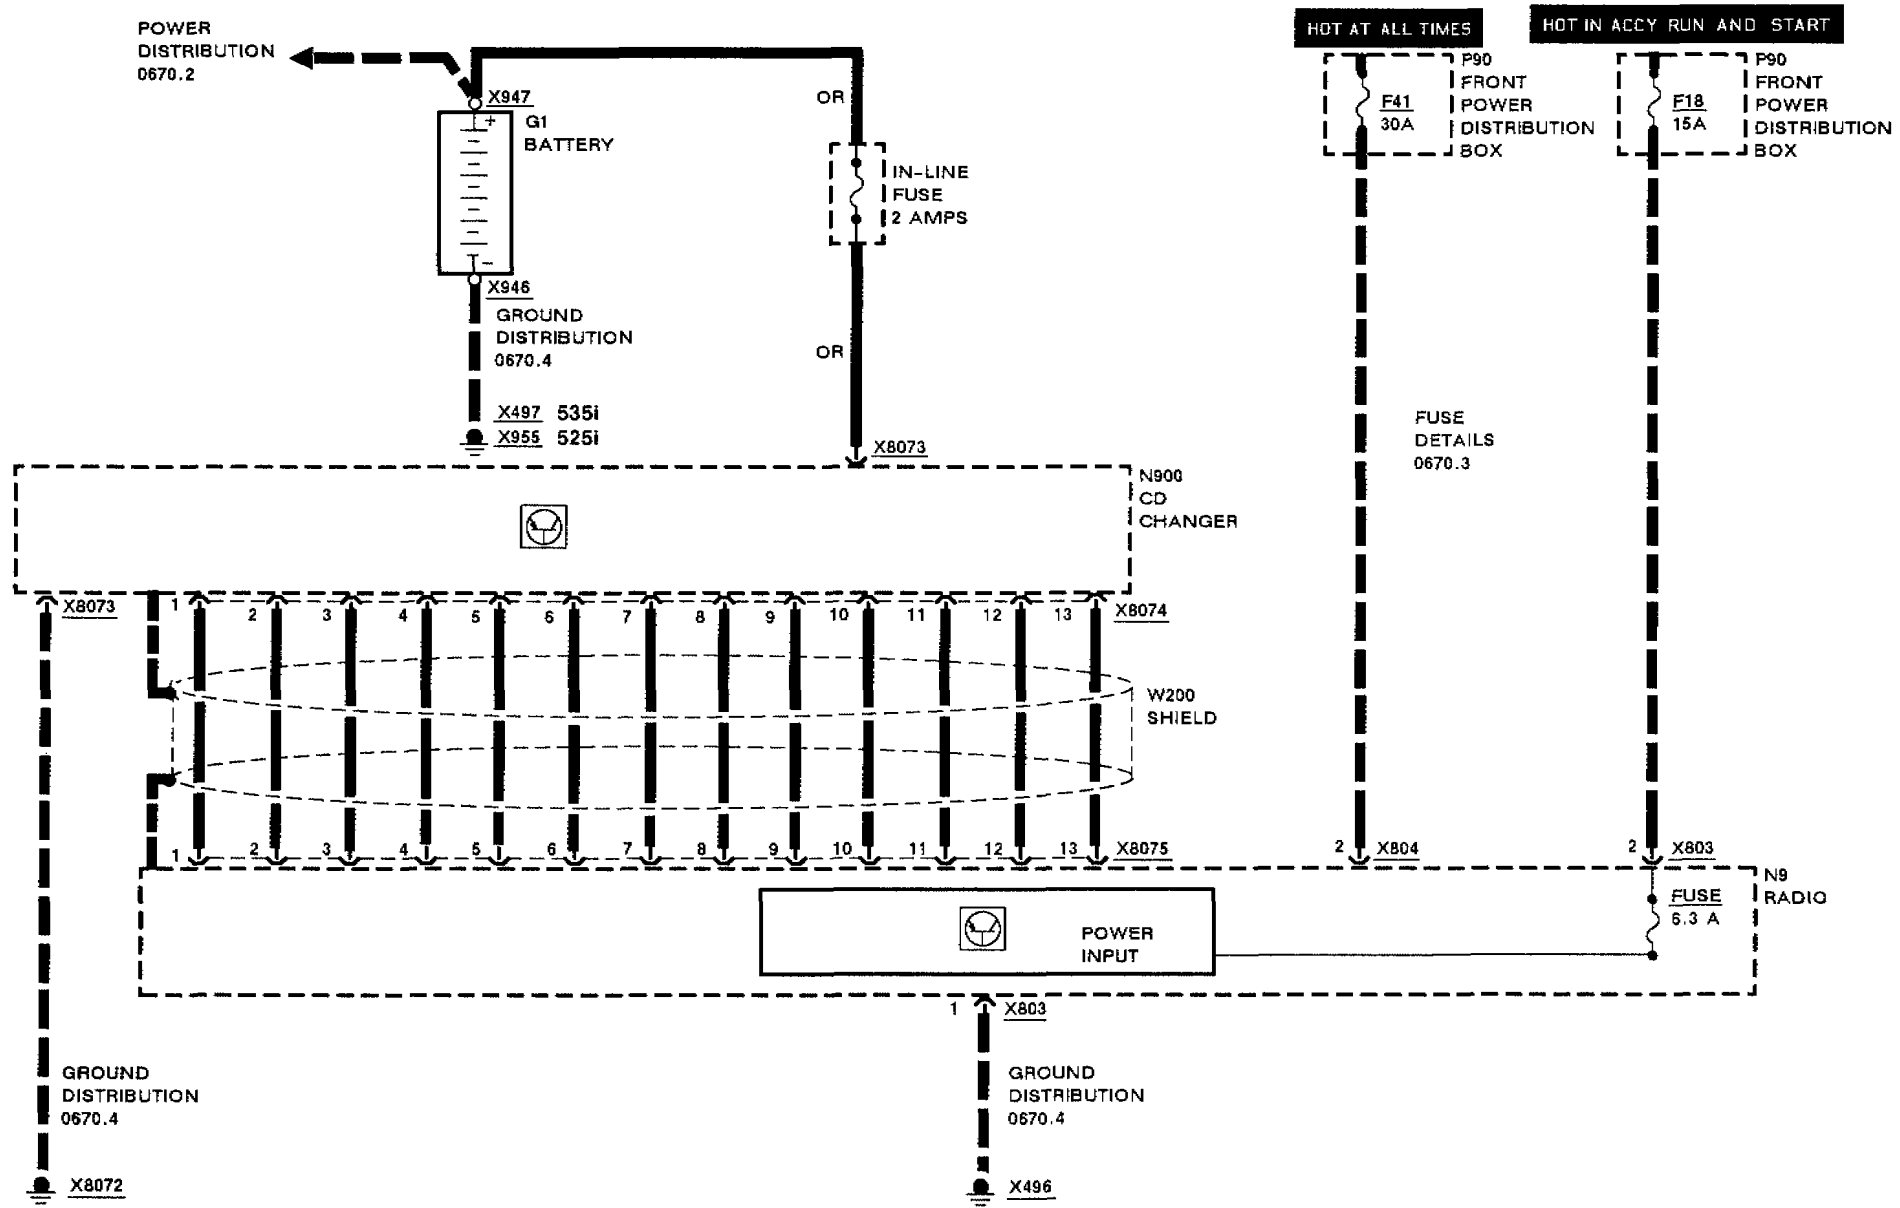 POWER
DISTRIBUTION
0670.2
X947
+
G1
BATTERY
-
X946
GROUND
DISTRIBUTION
0670.4
X497 535i
X955 525i
OR
IN-LINE
FUSE
2 AMPS
OR
X8073
HOT AT ALL TIMES
P90
FRONT
POWER
DISTRIBUTION
BOX
F41
30A
HOT IN ACCY RUN AND START
P90
FRONT
POWER
DISTRIBUTION
BOX
F18
15A
FUSE
DETAILS
0670.3
N900
CD
CHANGER
X8073
1 2 3 4 5 6 7 8 9 10 11 12 13 X8074
W200
SHIELD
1 2 3 4 5 6 7 8 9 10 11 12 13 X8075
2 X804
2 X803
N9
RADIO
FUSE
6.3 A
POWER
INPUT
1 X803
GROUND
DISTRIBUTION
0670.4
X8072
GROUND
DISTRIBUTION
0670.4
X496